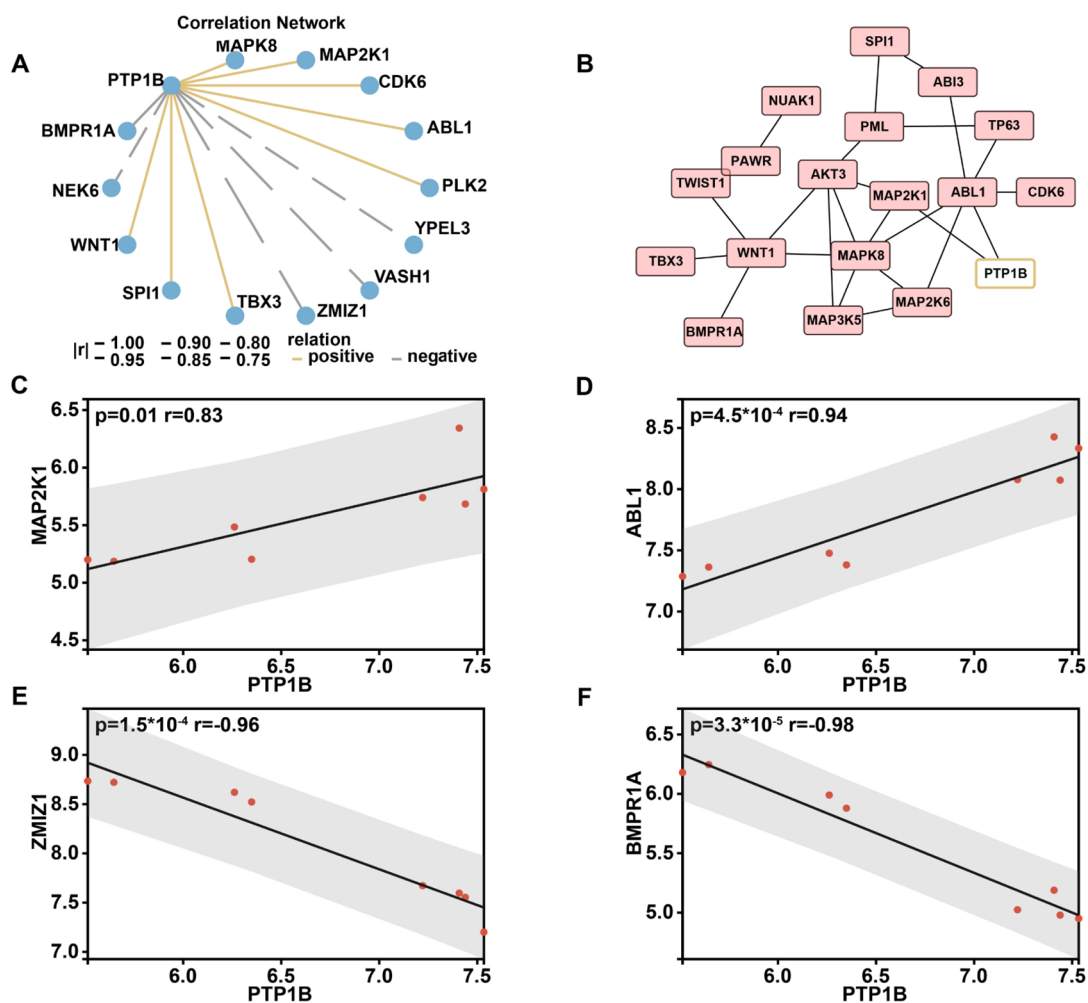 Correlation Network
A
MAPK8
MAP2K1
PTP1B
CDK6
BMPR1A
ABL1
NEK6
PLK2
WNT1
YPEL3
SPI1
VASH1
TBX3
ZMIZ1
|r|
1.00 0.90 0.80
0.95 0.85 0.75
relation
positive negative
B
SPI1
ABI3
NUAK1
PML
TP63
PAWR
TWIST1
AKT3
MAP2K1
ABL1
CDK6
TBX3
WNT1
MAPK8
PTP1B
MAP2K6
BMPR1A
MAP3K5
C
p=0.01 r=0.83
6.5
6.0
5.5
5.0
4.5
MAP2K1
6.0 6.5 7.0 7.5
PTP1B
D
p=4.5*10-4 r=0.94
8.5
8.0
7.5
7.0
ABL1
6.0 6.5 7.0 7.5
PTP1B
E
p=1.5*10-4 r=-0.96
9.0
8.5
8.0
7.5
7.0
ZMIZ1
6.0 6.5 7.0 7.5
PTP1B
F
p=3.3*10-5 r=-0.98
6.5
6.0
5.5
5.0
BMPR1A
6.0 6.5 7.0 7.5
PTP1B